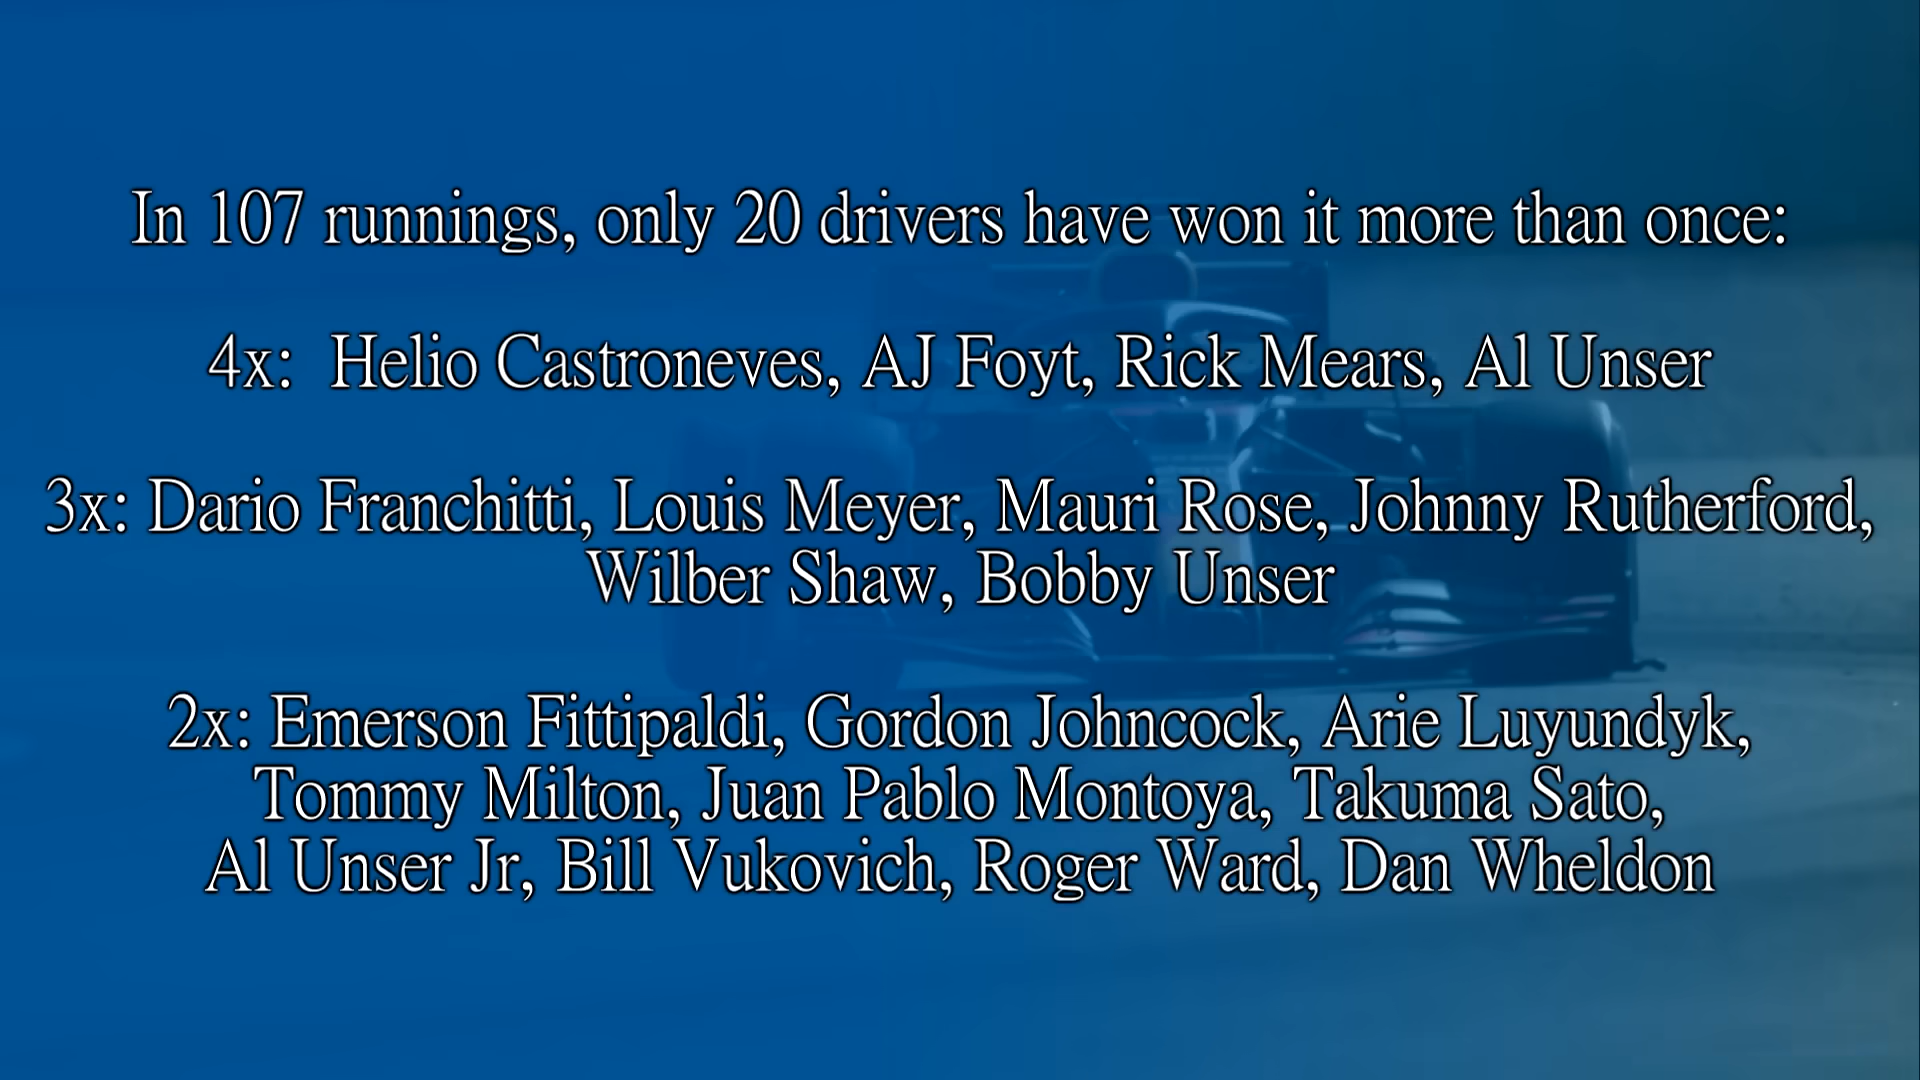 In 107 runnings, only 20 drivers have won it more than once:
4x: Helio Castroneves, AJ Foyt, Rick Mears, Al Unser
3x: Dario Franchitti, Louis Meyer, Mauri Rose, Johnny Rutherford,
Wilber Shaw, Bobby Unser
2x: Emerson Fittipaldi, Gordon Johncock, Arie Luyundyk,
Tommy Milton, Juan Pablo Montoya, Takuma Sato,
Al Unser Jr, Bill Vukovich, Roger Ward, Dan Wheldon